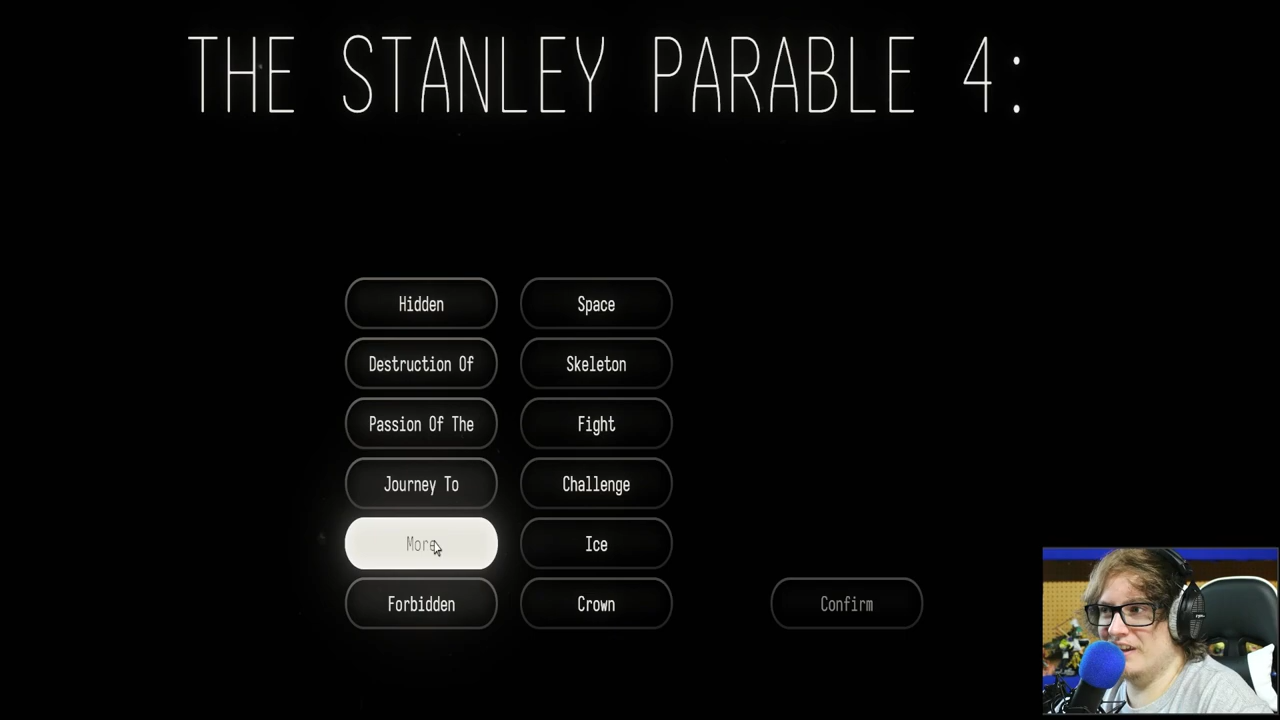 THE STANLEY PARABLE 4:
Hidden
Space
Destruction Of
Skeleton
Passion Of The
Fight
Journey To
Challenge
More
Ice
Forbidden
Crown
Confirm